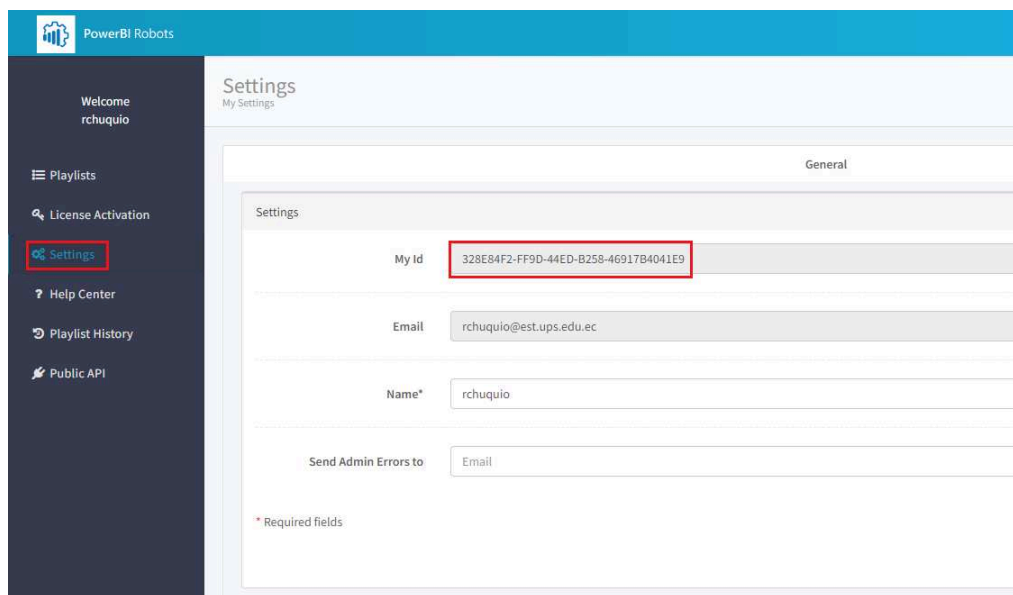 PowerBI Robots
Welcome
rchuquio
Playlists
License Activation
Settings
Help Center
Playlist History
Public API
Settings
My Settings
General
Settings
My Id
328E84F2-FF9D-44ED-B258-46917B4041E9
Email
rchuquio@est.ups.edu.ec
Name*
rchuquio
Send Admin Errors to
Email
* Required fields